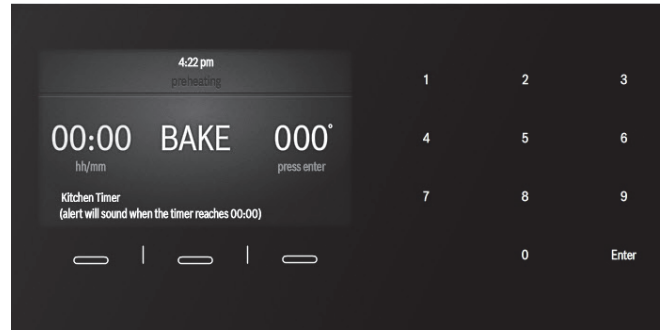 4:22 pm
preheating
00:00 BAKE 000°
hh/mm press enter
Kitchen Timer
(alert will sound when the timer reaches 00:00)
1 2 3
4 5 6
7 8 9
0 Enter